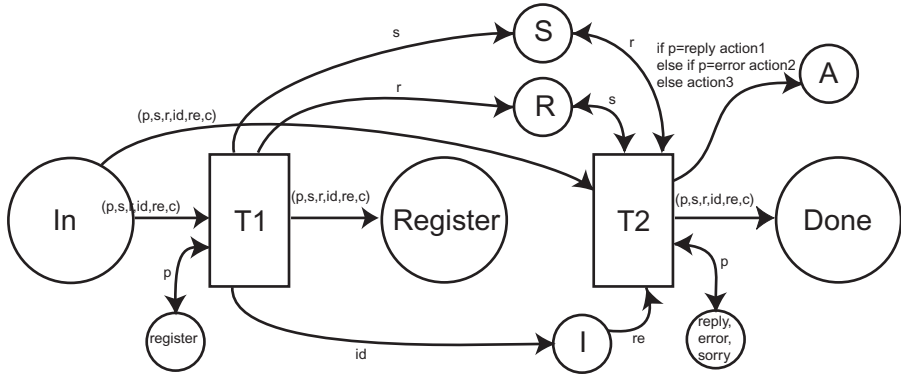 s
S
r
if p=reply action1
else if p=error action2
else action3
A
r
R
s
(p,s,r,id,re,c)
In
(p,s,r,id,re,c)
T1
(p,s,r,id,re,c)
Register
T2
(p,s,r,id,re,c)
Done
p
register
id
I
re
p
reply,
error,
sorry